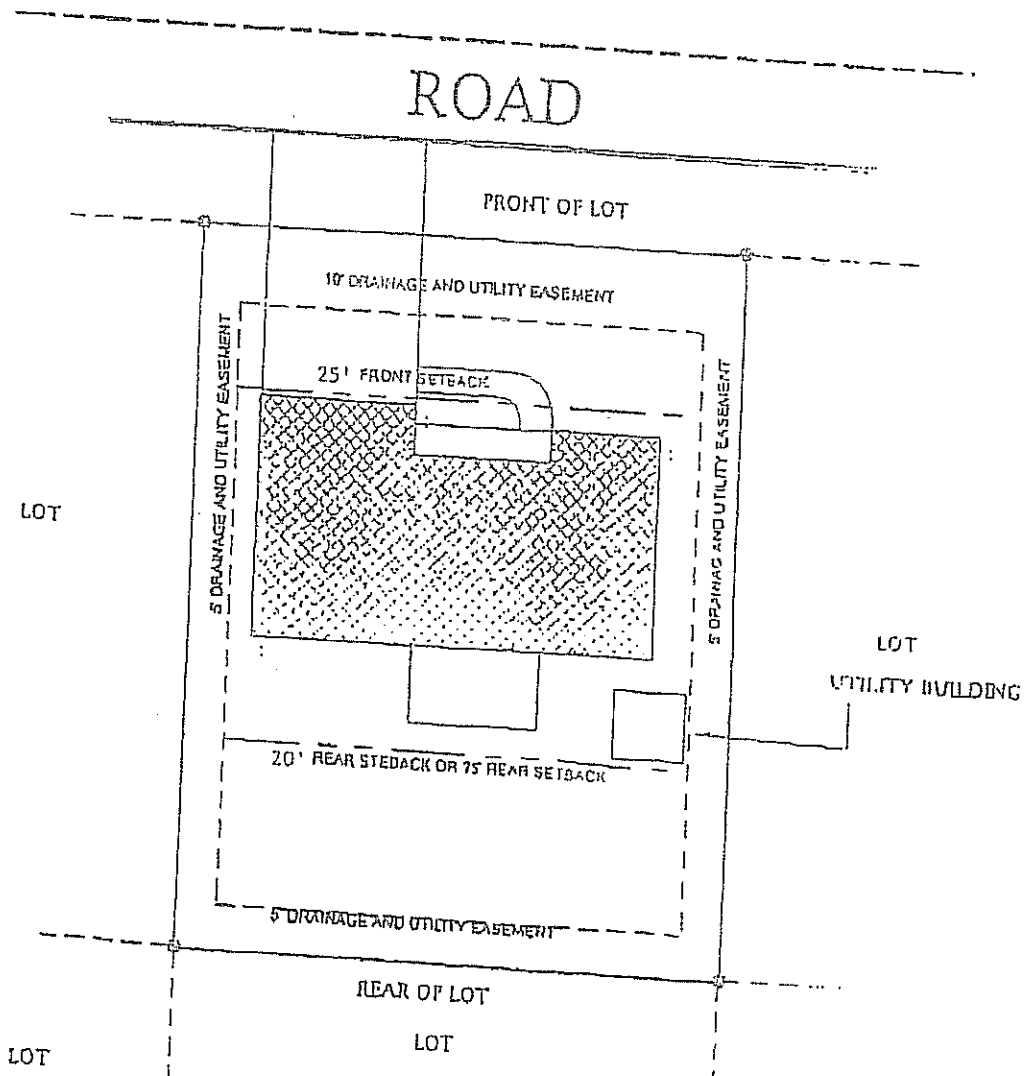 ROAD
FRONT OF LOT
10' DRAINAGE AND UTILITY EASEMENT
5 DRAINAGE AND UTILITY EASEMENT
25' FRONT SETBACK
5 DRAINAG AND UTILITY EASEMENT
LOT
LOT
UTILITY BUILDING
20' REAR STEBACK OR 75' REAR SETBACK
5 DRAINAGE AND UTILITY EASEMENT
REAR OF LOT
LOT
LOT